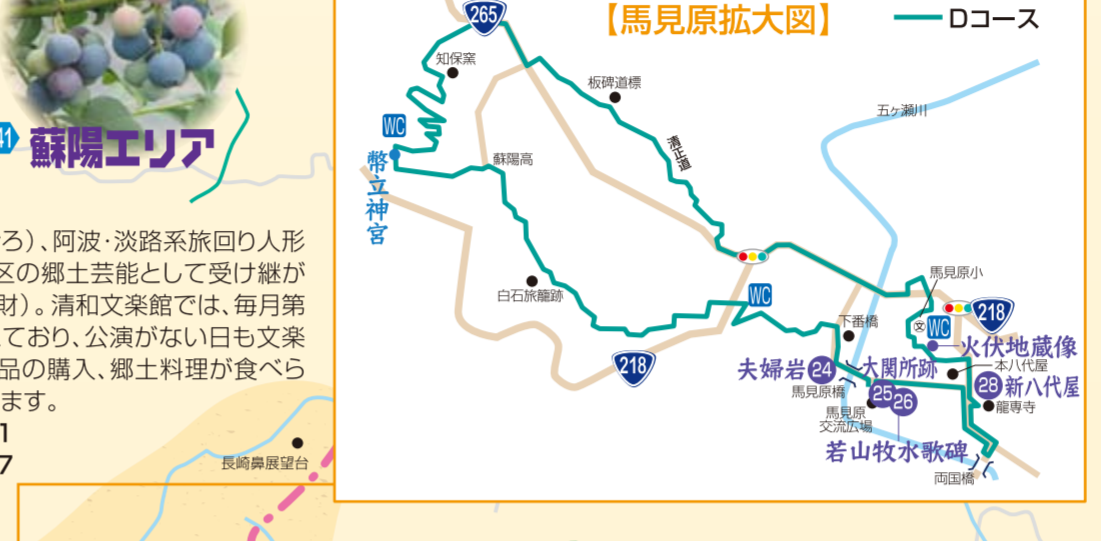 41
蘇陽エリア
ろ)、阿波・淡路系旅回り人形
区の郷土芸能として受け継が
財)。清和文楽館では、毎月第
ており、公演がない日も文楽
品の購入、郷土料理が食べら
ます。
1
7
長崎鼻展望台
【馬見原拡大図】
Dコース
265
知保窯
板碑道標
五ヶ瀬川
WC
清正道
幣立神宮
蘇陽高
白石旅籠跡
WC
馬見原小
文
WC
218
下番橋
火伏地蔵像
218
夫婦岩
24
大関所跡
本八代屋
馬見原橋
25
26
28
新八代屋
馬見原
交流広場
龍専寺
若山牧水歌碑
両国橋